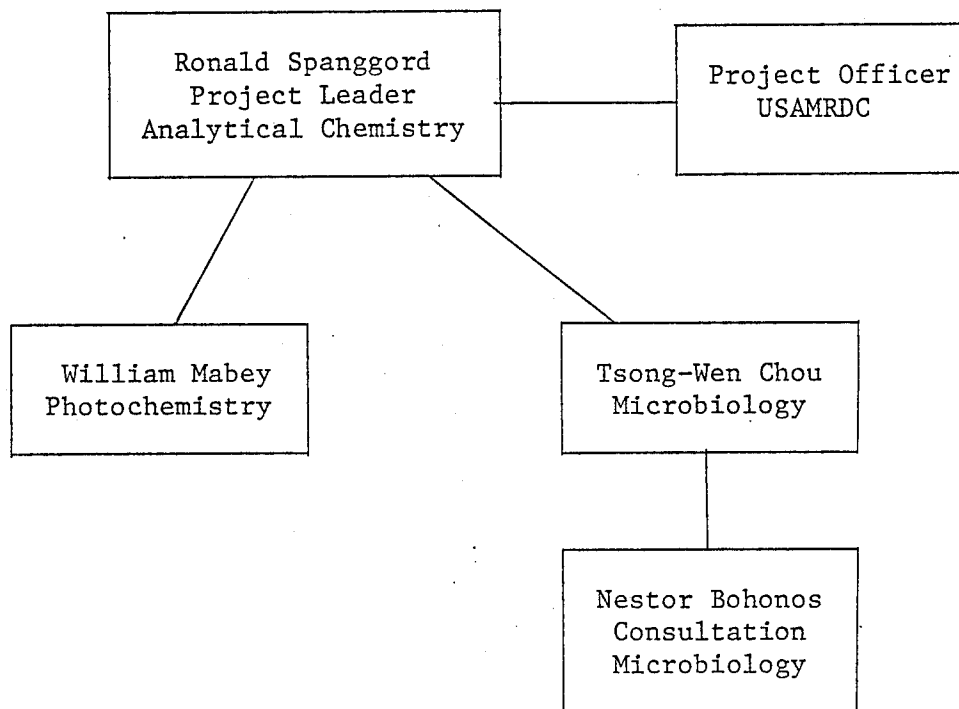 Ronald Spanggord
Project Leader
Analytical Chemistry
Project Officer
USAMRDC
William Mabey
Photochemistry
Tsong-Wen Chou
Microbiology
Nestor Bohonos
Consultation
Microbiology